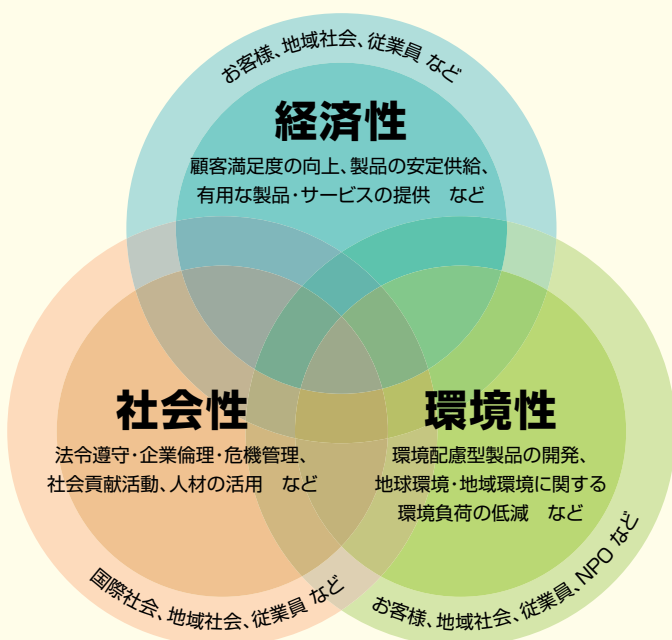 お客様、地域社会、従業員 など
経済性
顧客満足度の向上、製品の安定供給、
有用な製品・サービスの提供　など
社会性
法令遵守・企業倫理・危機管理、
社会貢献活動、人材の活用　など
国際社会、地域社会、従業員 など
環境性
環境配慮型製品の開発、
地球環境・地域環境に関する
環境負荷の低減　など
お客様、地域社会、従業員、NPO など